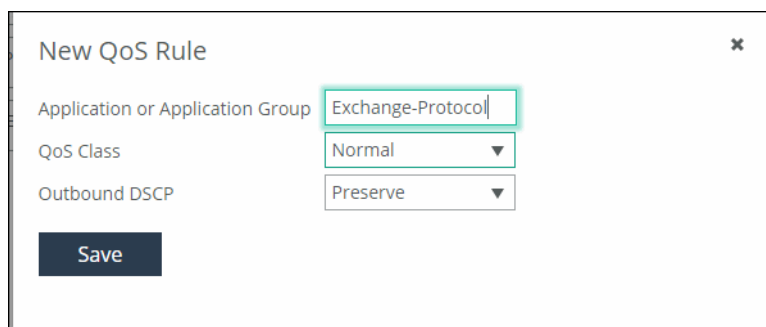 New QoS Rule
Application or Application Group Exchange-Protocol
QoS Class Normal
Outbound DSCP Preserve
Save